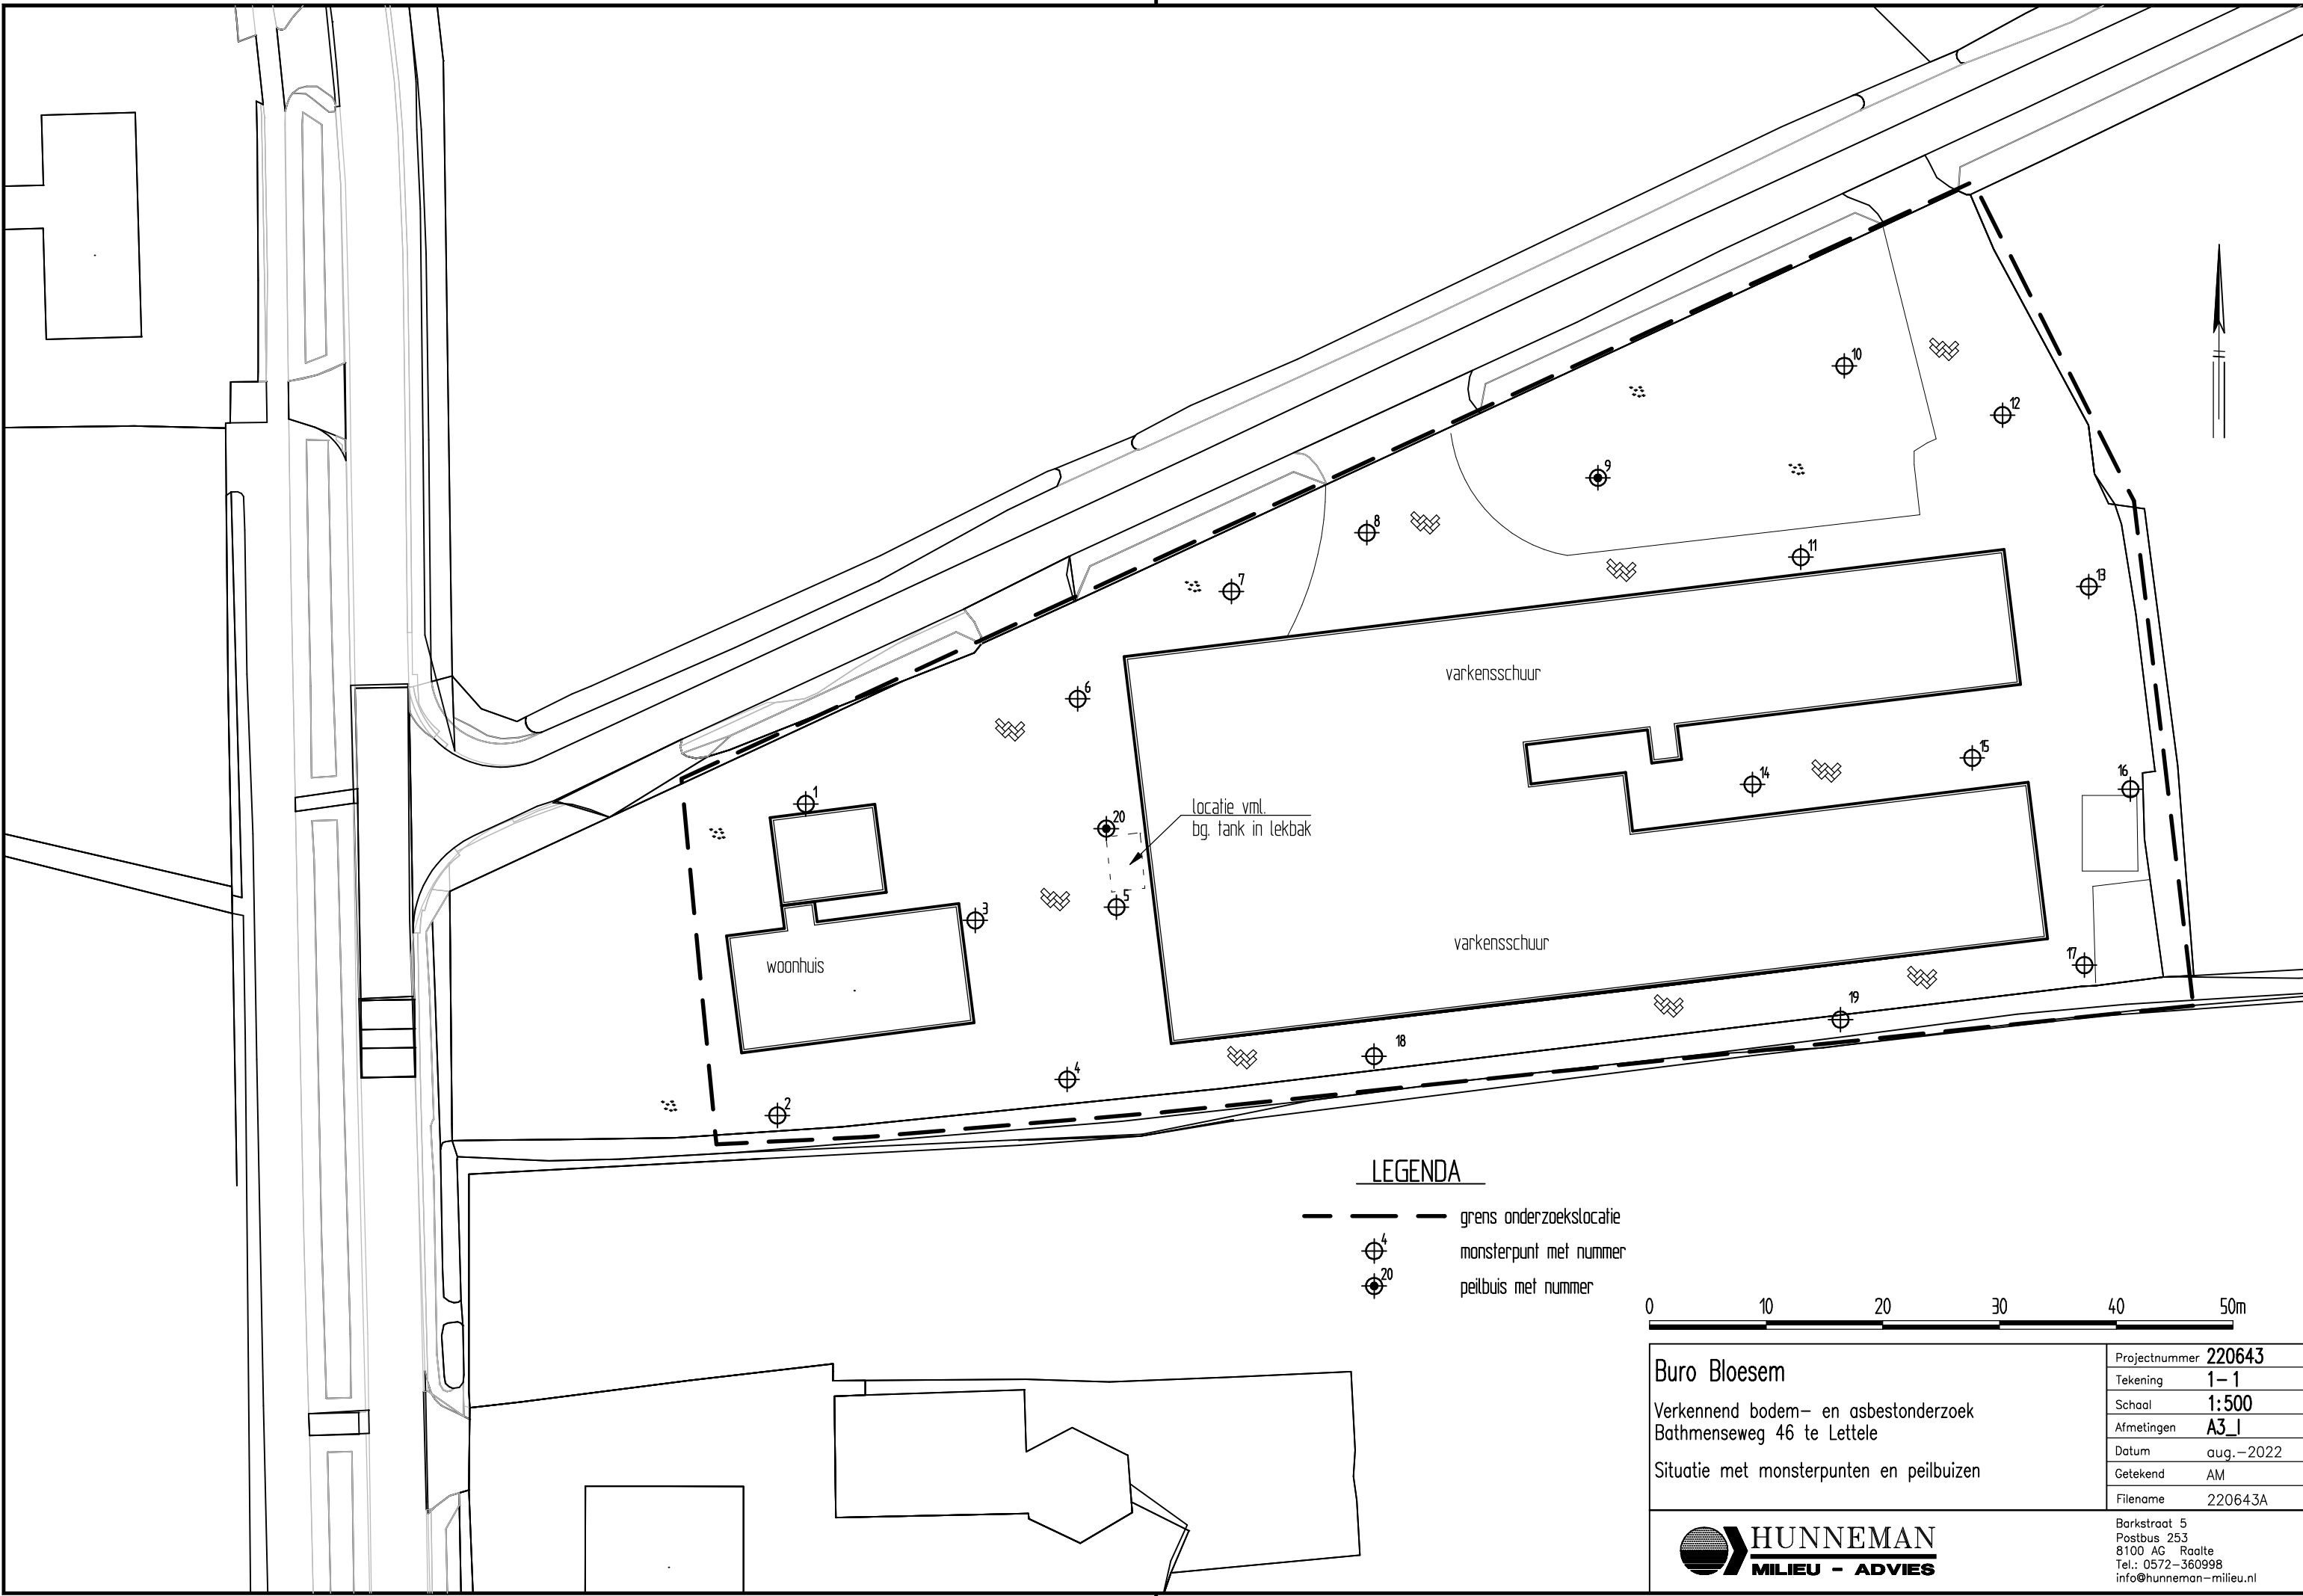 10
12
9
8
11
7
13
varkensschuur
6
15
14
16
1
locatie vml.
20
bg. tank in lekbak
5
3
varkensschuur
woonhuis
17
19
18
4
2
LEGENDA
grens onderzoekslocatie
4
monsterpunt met nummer
20
peilbuis met nummer
0 10 20 30 40 50m
Buro Bloesem
Verkennend bodem- en asbestonderzoek
Bathmenseweg 46 te Lettele
Situatie met monsterpunten en peilbuizen
Projectnummer 220643
Tekening 1-1
Schaal 1:500
Afmetingen A3_l
Datum aug.-2022
Getekend AM
Filename 220643A
HUNNEMAN
MILIEU - ADVIES
Barkstraat 5
Postbus 253
8100 AG Raalte
Tel.: 0572-360998
info@hunneman-milieu.nl